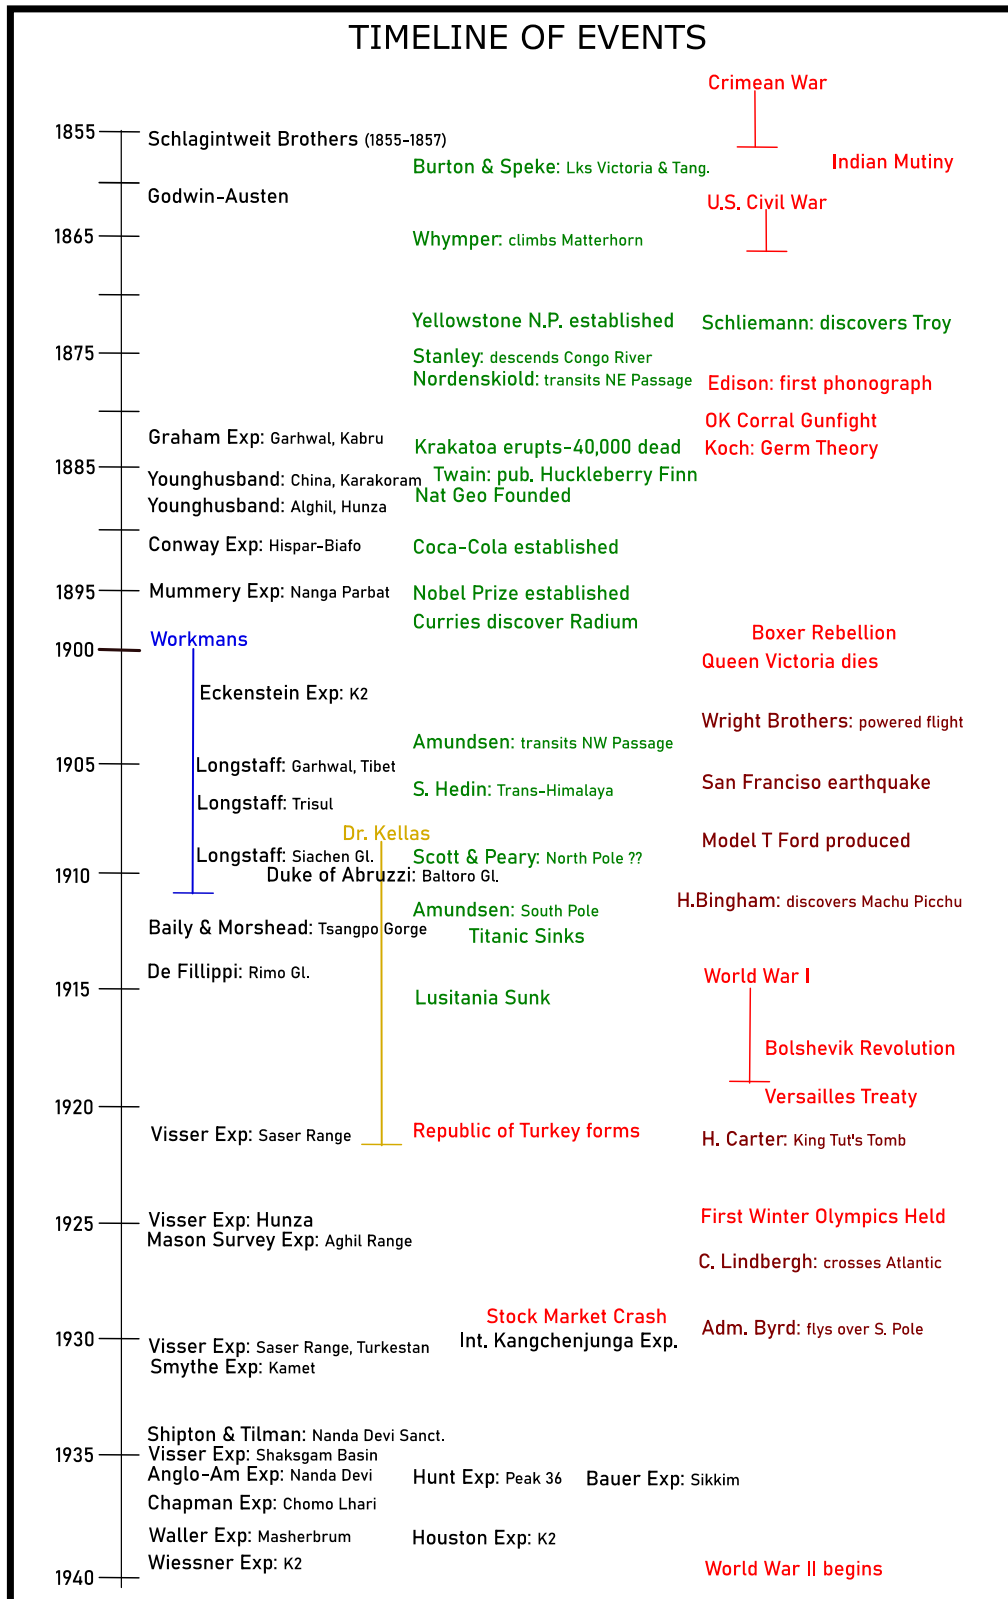 TIMELINE OF EVENTS
Crimean War
1855
Schlagintweit Brothers (1855-1857)
Burton & Speke: Lks Victoria & Tang.
Indian Mutiny
Godwin-Austen
U.S. Civil War
1865
Whymper: climbs Matterhorn
Yellowstone N.P. established
Schliemann: discovers Troy
1875
Stanley: descends Congo River
Nordenskiold: transits NE Passage
Edison: first phonograph
OK Corral Gunfight
Graham Exp: Garhwal, Kabru
Krakatoa erupts-40,000 dead
Koch: Germ Theory
1885
Younghusband: China, Karakoram
Twain: pub. Huckleberry Finn
Nat Geo Founded
Younghusband: Alghil, Hunza
Conway Exp: Hispar-Biafo
Coca-Cola established
1895
Mummery Exp: Nanga Parbat
Nobel Prize established
Curries discover Radium
Workmans
Boxer Rebellion
1900
Queen Victoria dies
Eckenstein Exp: K2
Wright Brothers: powered flight
Amundsen: transits NW Passage
1905
Longstaff: Garhwal, Tibet
San Franciso earthquake
S. Hedin: Trans-Himalaya
Longstaff: Trisul
Dr. Kellas
Model T Ford produced
Longstaff: Siachen Gl.
Scott & Peary: North Pole ??
1910
Duke of Abruzzi: Baltoro Gl.
H.Bingham: discovers Machu Picchu
Amundsen: South Pole
Baily & Morshead: Tsangpo Gorge
Titanic Sinks
De Fillippi: Rimo Gl.
World War I
1915
Lusitania Sunk
Bolshevik Revolution
Versailles Treaty
1920
Visser Exp: Saser Range
Republic of Turkey forms
H. Carter: King Tut's Tomb
1925
Visser Exp: Hunza
First Winter Olympics Held
Mason Survey Exp: Aghil Range
C. Lindbergh: crosses Atlantic
Stock Market Crash
Adm. Byrd: flys over S. Pole
1930
Int. Kangchenjunga Exp.
Visser Exp: Saser Range, Turkestan
Smythe Exp: Kamet
Shipton & Tilman: Nanda Devi Sanct.
1935
Visser Exp: Shaksgam Basin
Anglo-Am Exp: Nanda Devi
Hunt Exp: Peak 36
Bauer Exp: Sikkim
Chapman Exp: Chomo Lhari
Waller Exp: Masherbrum
Houston Exp: K2
Wiessner Exp: K2
World War II begins
1940